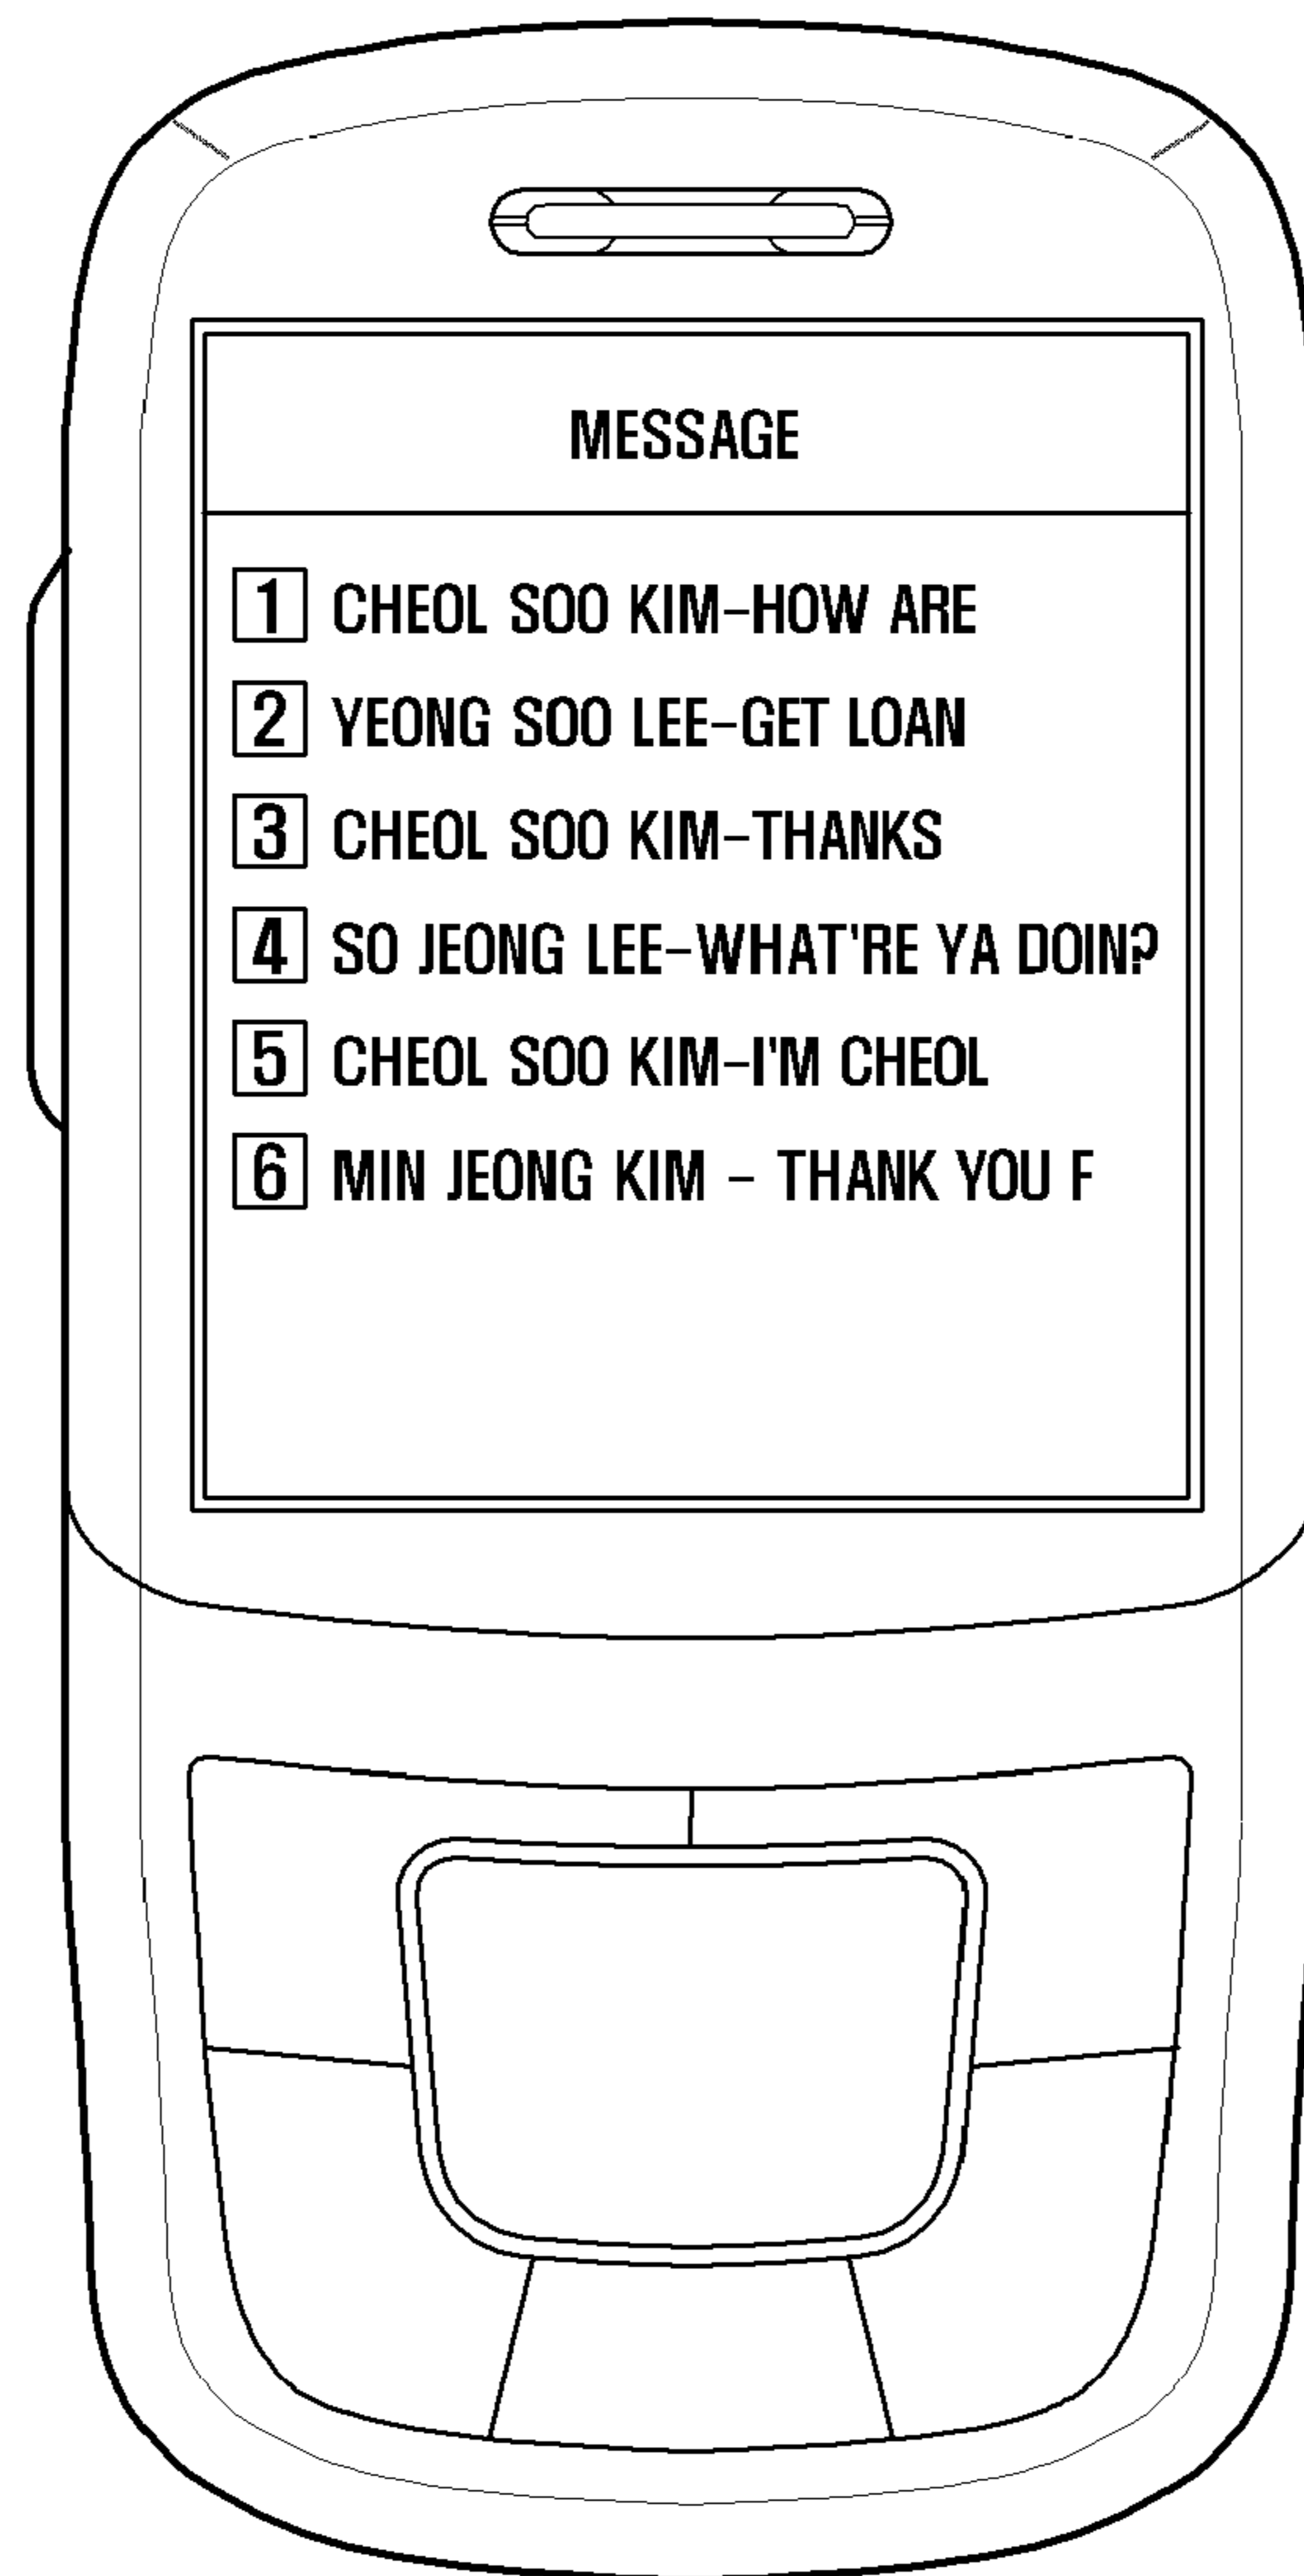 MESSAGE
1 CHEOL SOO KIM-HOW ARE
2 YEONG SOO LEE-GET LOAN
3 CHEOL SOO KIM-THANKS
4 SO JEONG LEE-WHAT'RE YA DOIN?
5 CHEOL SOO KIM-I'M CHEOL
6 MIN JEONG KIM - THANK YOU F